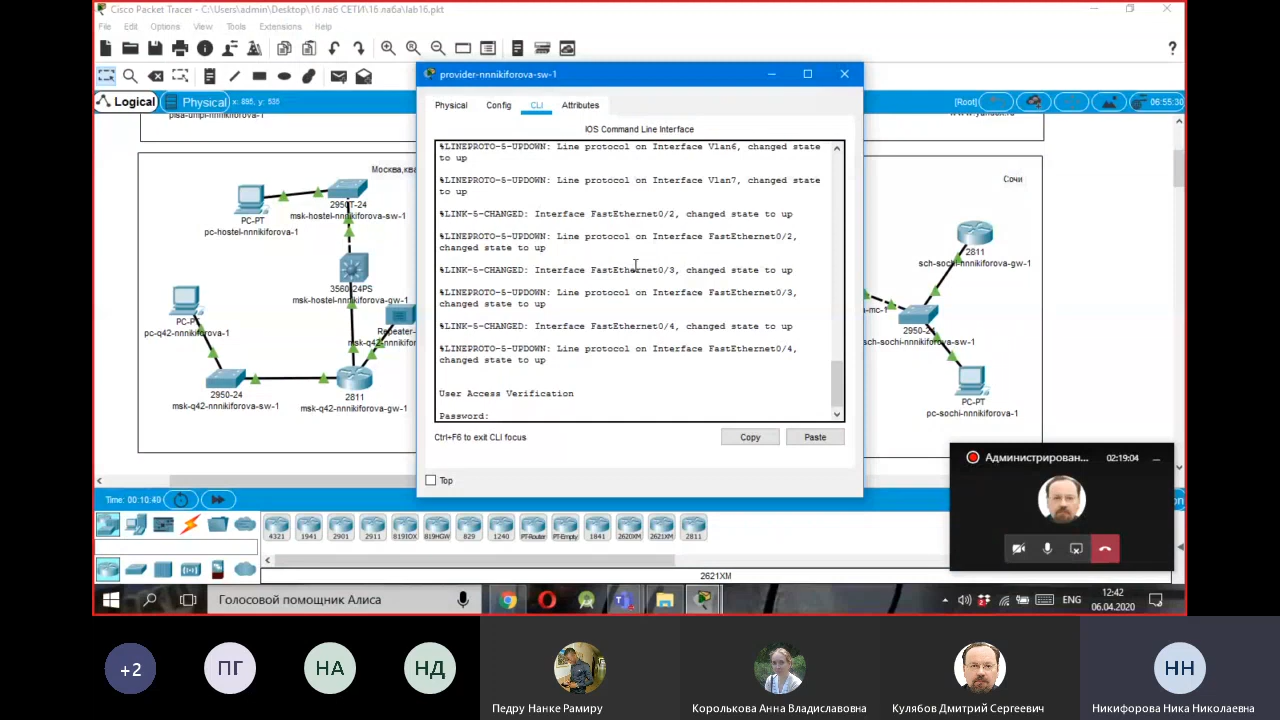 Cisco Packet Tracer - C:\Users\admin\Desktop\16 лаб СЕТИ\16 лаба\lab16.pkt
File Edit Options View Tools Extensions Help
Logical
Physical
x: 895, y: 535
[Root]
06:55:30
provider-nnnikiforova-sw-1
Physical Config CLI Attributes
IOS Command Line Interface
%LINEPROTO-5-UPDOWN: Line protocol on Interface Vlan6, changed state
to up
%LINEPROTO-5-UPDOWN: Line protocol on Interface Vlan7, changed state
to up
%LINK-5-CHANGED: Interface FastEthernet0/2, changed state to up
%LINEPROTO-5-UPDOWN: Line protocol on Interface FastEthernet0/2,
changed state to up
%LINK-5-CHANGED: Interface FastEthernet0/3, changed state to up
%LINEPROTO-5-UPDOWN: Line protocol on Interface FastEthernet0/3,
changed state to up
%LINK-5-CHANGED: Interface FastEthernet0/4, changed state to up
%LINEPROTO-5-UPDOWN: Line protocol on Interface FastEthernet0/4,
changed state to up
User Access Verification
Password:
Ctrl+F6 to exit CLI focus
Copy
Paste
Top
2950T-24
msk-hostel-nnnikiforova-sw-1
PC-PT
pc-hostel-nnnikiforova-1
3560-24PS
msk-hostel-nnnikiforova-gw-1
pc-q42-nnnikiforova-1
2950-24
msk-q42-nnnikiforova-sw-1
2811
msk-q42-nnnikiforova-gw-1
Сочи
2811
sch-sochi-nnnikiforova-gw-1
2950-24
sch-sochi-nnnikiforova-sw-1
PC-PT
pc-sochi-nnnikiforova-1
Администрирован...
02:19:04
Time: 00:10:49
4321 1941 2901 2911 819IOX 819HGW 829 1240 PT-Router PT-Empty 1841 2620XM 2621XM 2811
2621XM
Голосовой помощник Алиса
ENG
12:42
06.04.2020
+2
ПГ
НА
НД
НН
Педру Нанке Рамиру
Королькова Анна Владиславовна
Кулябов Дмитрий Сергеевич
Никифорова Ника Николаевна